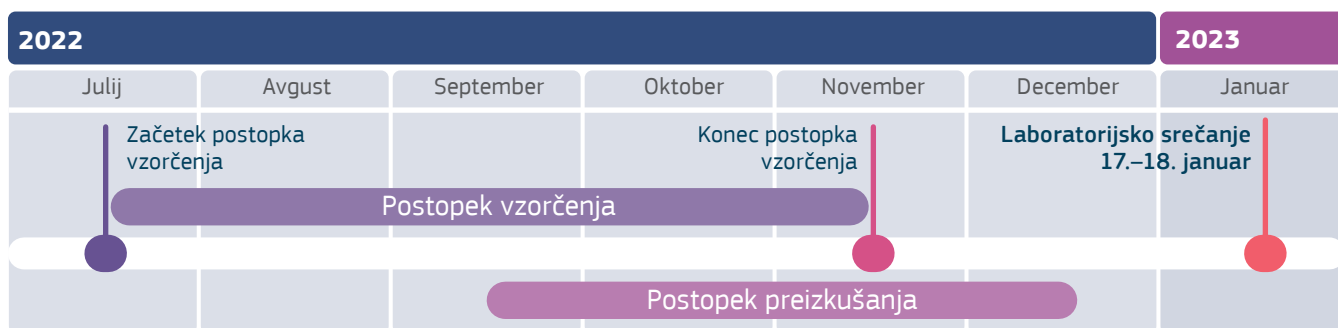 2022
2023
Julij
Avgust
September
Oktober
November
December
Januar
Začetek postopka
vzorčenja
Konec postopka
vzorčenja
Laboratorijsko srečanje
17.–18. januar
Postopek vzorčenja
Postopek preizkušanja